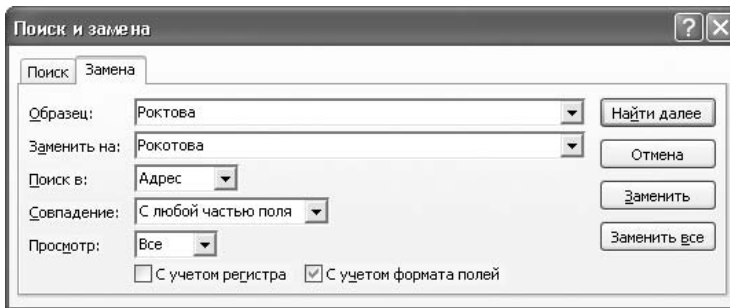 Поиск и замена
Поиск Замена
Образец: Роктова Найти далее
Заменить на: Рокотова Отмена
Поиск в: Адрес Заменить
Совпадение: С любой частью поля Заменить все
Просмотр: Все
С учетом регистра С учетом формата полей